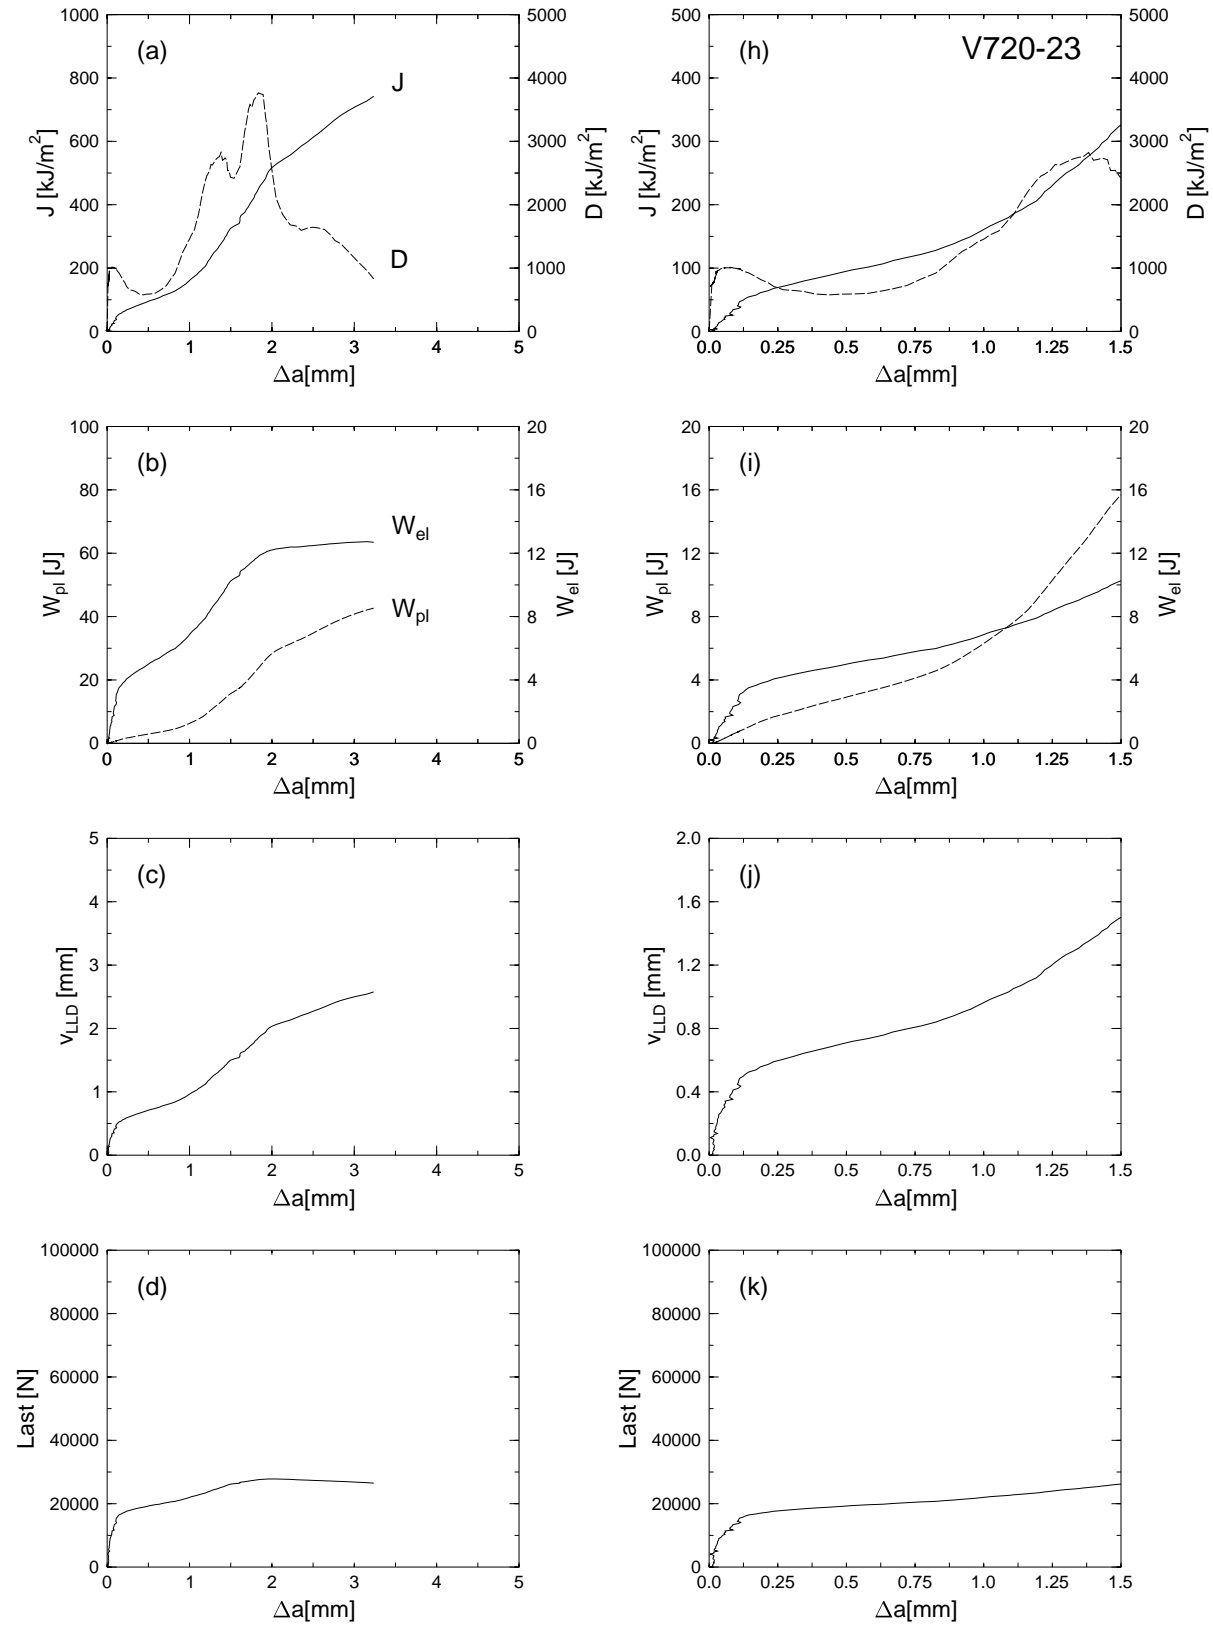 (a)
J
D
J [kJ/m2]
D [kJ/m2]
1000
800
600
400
200
0
5000
4000
3000
2000
1000
0
0 1 2 3 4 5
Δa[mm]
(h)
V720-23
J [kJ/m2]
D [kJ/m2]
500
400
300
200
100
0
5000
4000
3000
2000
1000
0
0.0 0.25 0.5 0.75 1.0 1.25 1.5
Δa[mm]
(b)
Wel
Wpl
Wpl [J]
Wel [J]
100
80
60
40
20
0
20
16
12
8
4
0
0 1 2 3 4 5
Δa[mm]
(i)
Wpl [J]
Wel [J]
20
16
12
8
4
0
20
16
12
8
4
0
0.0 0.25 0.5 0.75 1.0 1.25 1.5
Δa[mm]
(c)
vLLD [mm]
5
4
3
2
1
0
0 1 2 3 4 5
Δa[mm]
(j)
vLLD [mm]
2.0
1.6
1.2
0.8
0.4
0.0
0.0 0.25 0.5 0.75 1.0 1.25 1.5
Δa[mm]
(d)
Last [N]
100000
80000
60000
40000
20000
0
0 1 2 3 4 5
Δa[mm]
(k)
Last [N]
100000
80000
60000
40000
20000
0
0.0 0.25 0.5 0.75 1.0 1.25 1.5
Δa[mm]